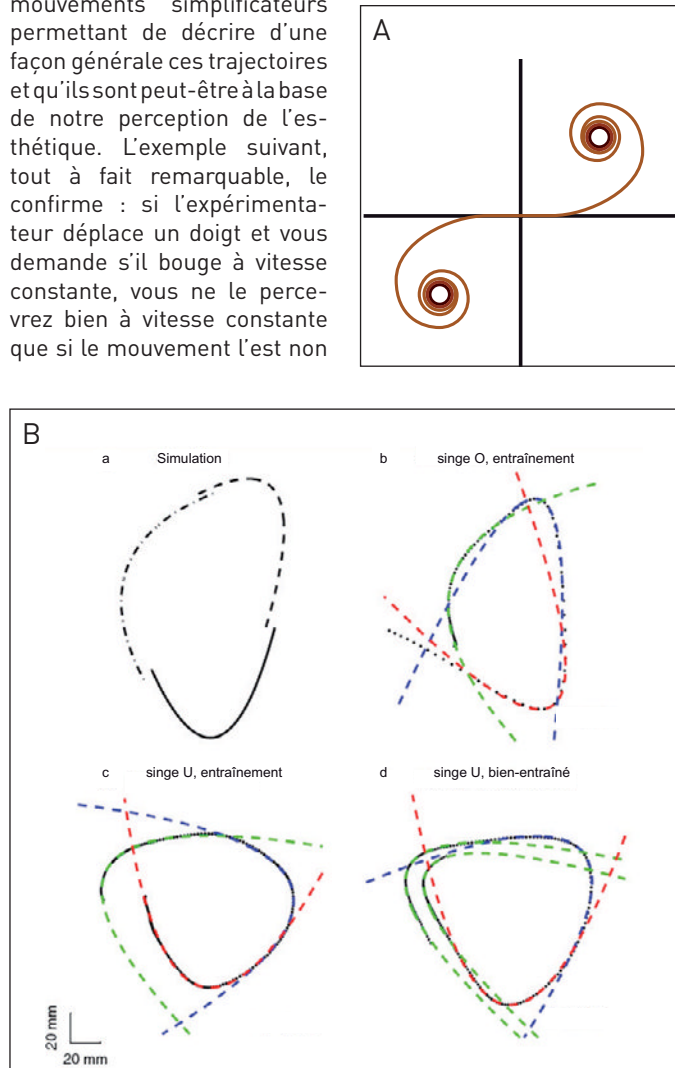 mouvements simplificateurs
permettant de décrire d'une
façon générale ces trajectoires
et qu'ils sont peut-être à la base
de notre perception de l'es-
thétique. L'exemple suivant,
tout à fait remarquable, le
confirme : si l'expérimenta-
teur déplace un doigt et vous
demande s'il bouge à vitesse
constante, vous ne le perce-
vrez bien à vitesse constante
que si le mouvement l'est non
A
B
a Simulation
b singe O, entraînement
c singe U, entraînement
d singe U, bien-entraîné
20 mm
20 mm